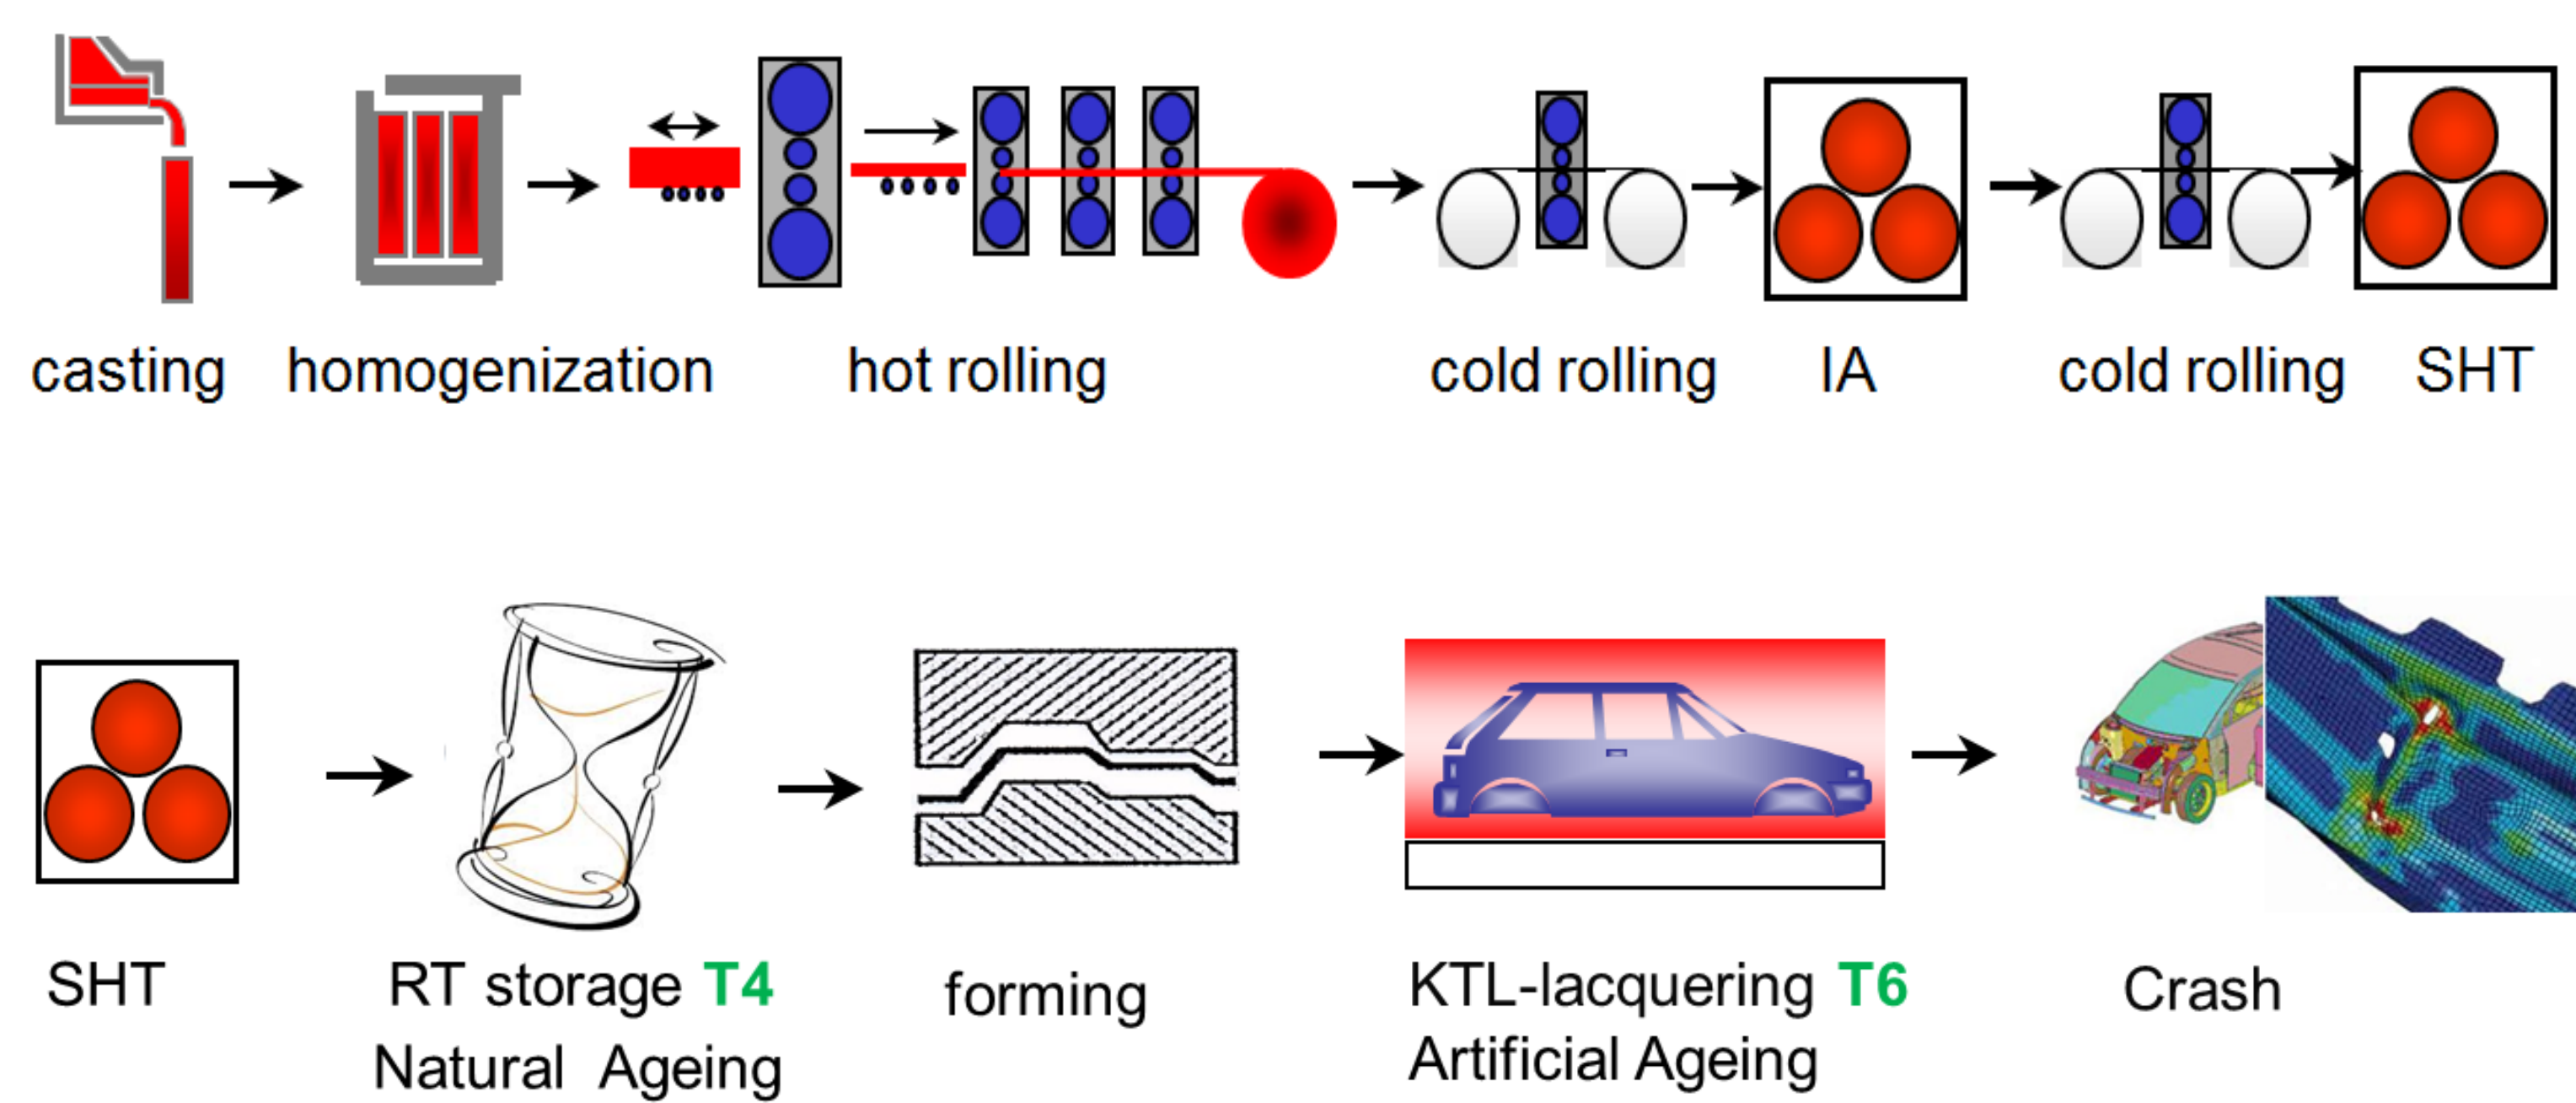 casting homogenization hot rolling cold rolling IA cold rolling SHT
SHT RT storage T4 forming KTL-lacquering T6 Crash
Natural Ageing Artificial Ageing